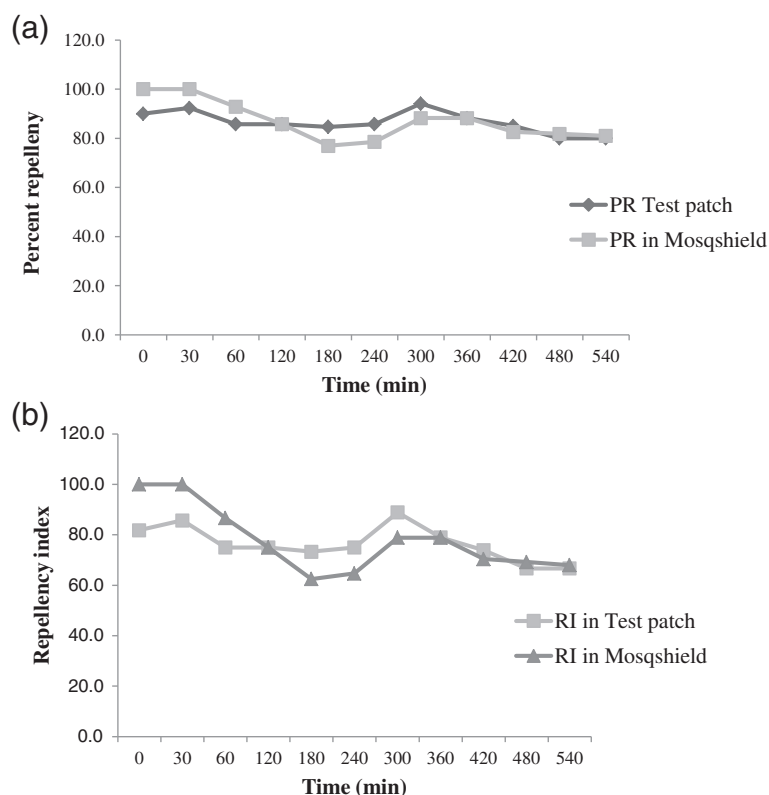 (a)
120.0
100.0
80.0
60.0
40.0
20.0
0.0
Percent repelleny
0 30 60 120 180 240 300 360 420 480 540
Time (min)
PR Test patch
PR in Mosqshield
(b)
120.0
100.0
80.0
60.0
40.0
20.0
0.0
Repellency index
0 30 60 120 180 240 300 360 420 480 540
Time (min)
RI in Test patch
RI in Mosqshield